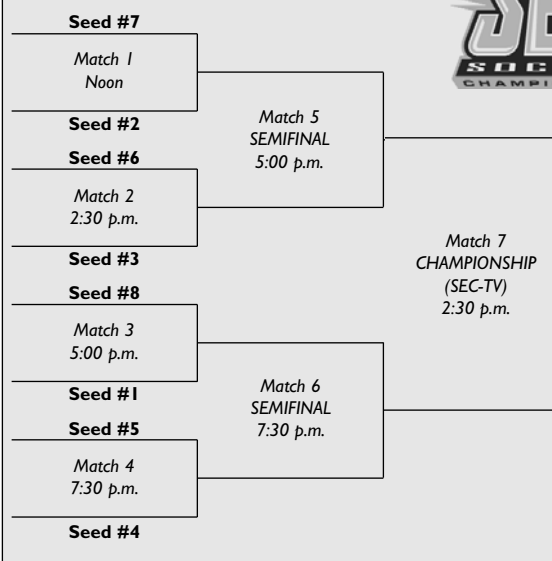 Seed #7
Match 1
Noon
Seed #2
Seed #6
Match 2
2:30 p.m.
Seed #3
Seed #8
Match 3
5:00 p.m.
Seed #1
Seed #5
Match 4
7:30 p.m.
Seed #4
Match 5
SEMIFINAL
5:00 p.m.
Match 6
SEMIFINAL
7:30 p.m.
Match 7
CHAMPIONSHIP
(SEC-TV)
2:30 p.m.